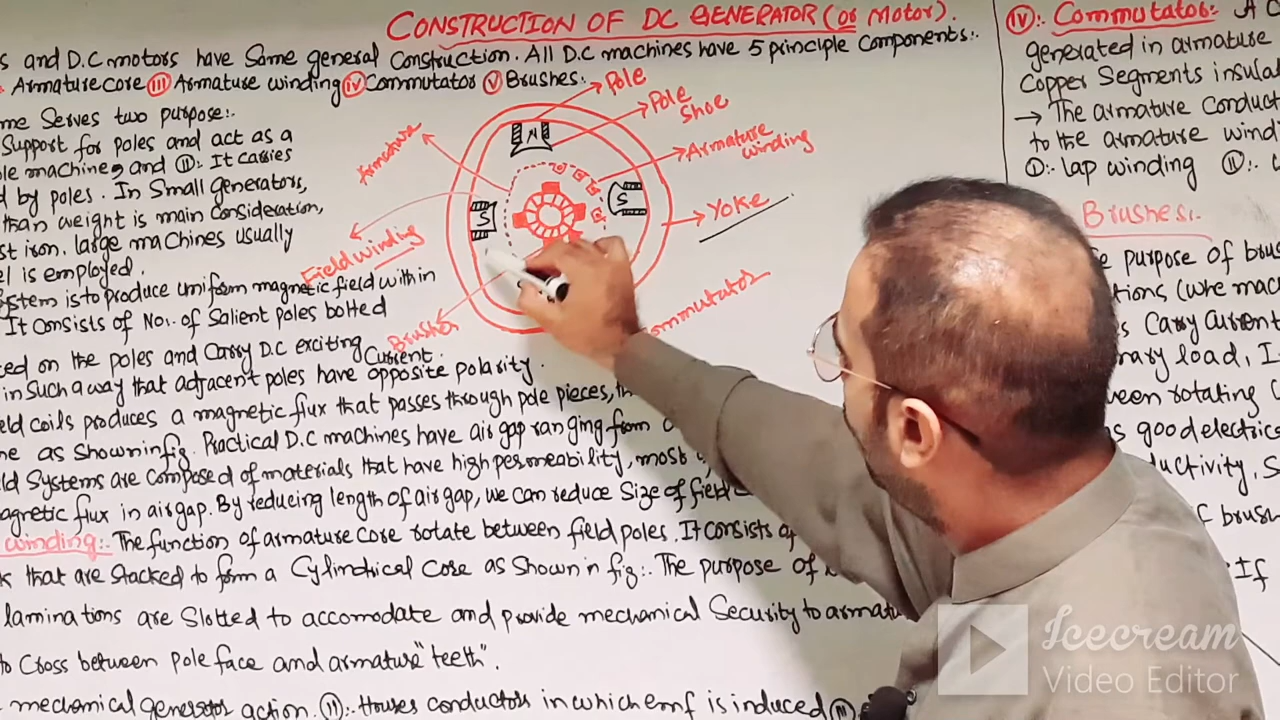 CONSTRUCTION OF DC GENERATOR (or Motor).
s and D.C motors have Same general Construction. All D.C machines have 5 principle Components:-
Armature core (III) Armature winding (IV) Commutator (V) Brushes:-
me Serves two purpose:-
Support for poles and act as a
le machine, and (II):- It carries
d by poles. In Small generators,
than weight is main Consideration,
st iron. large machines usually
el is employed.
system is to produce uniform magnetic field within
It consists of No:. of Salient poles bolted
ed on the poles and Carry D.C exciting
Current.
in Such a way that adjacent poles have opposite polarity.
eld coils produces a magnetic flux that passes through pole pieces,
ne as Shown in fig. Practical D.C machines have air gap ranging from
ld Systems are composed of materials that have high permeability, most
agnetic flux in air gap. By reducing length of air gap, we can reduce Size of field
winding:- The function of armature core rotate between field poles. It consists of
k that are Stacked to form a Cylindrical Core as Shown n fig:. The purpose of
laminations are Slotted to accomodate and provide mechanical Security to armatu
to Cross between Pole face and armature "teeth".
mechanical generator action. (II):- Houses conductors in which emf is induced (III)
Pole
Pole
Shoe
Armature
winding
Armature
N
S
S
Yoke
Field winding
Brushes
ommutator
(IV):- Commutator:- A C
generated in armature
Copper Segments insula
→ The armature Conduct
to the armature windi
(I):- lap winding (II):-
Brushes:-
e purpose of brus
tions (whe mac
s Carry Current
nary load, I
ween rotating
s good electric
ductivity, S
f brush
If
Icecream
Video Editor